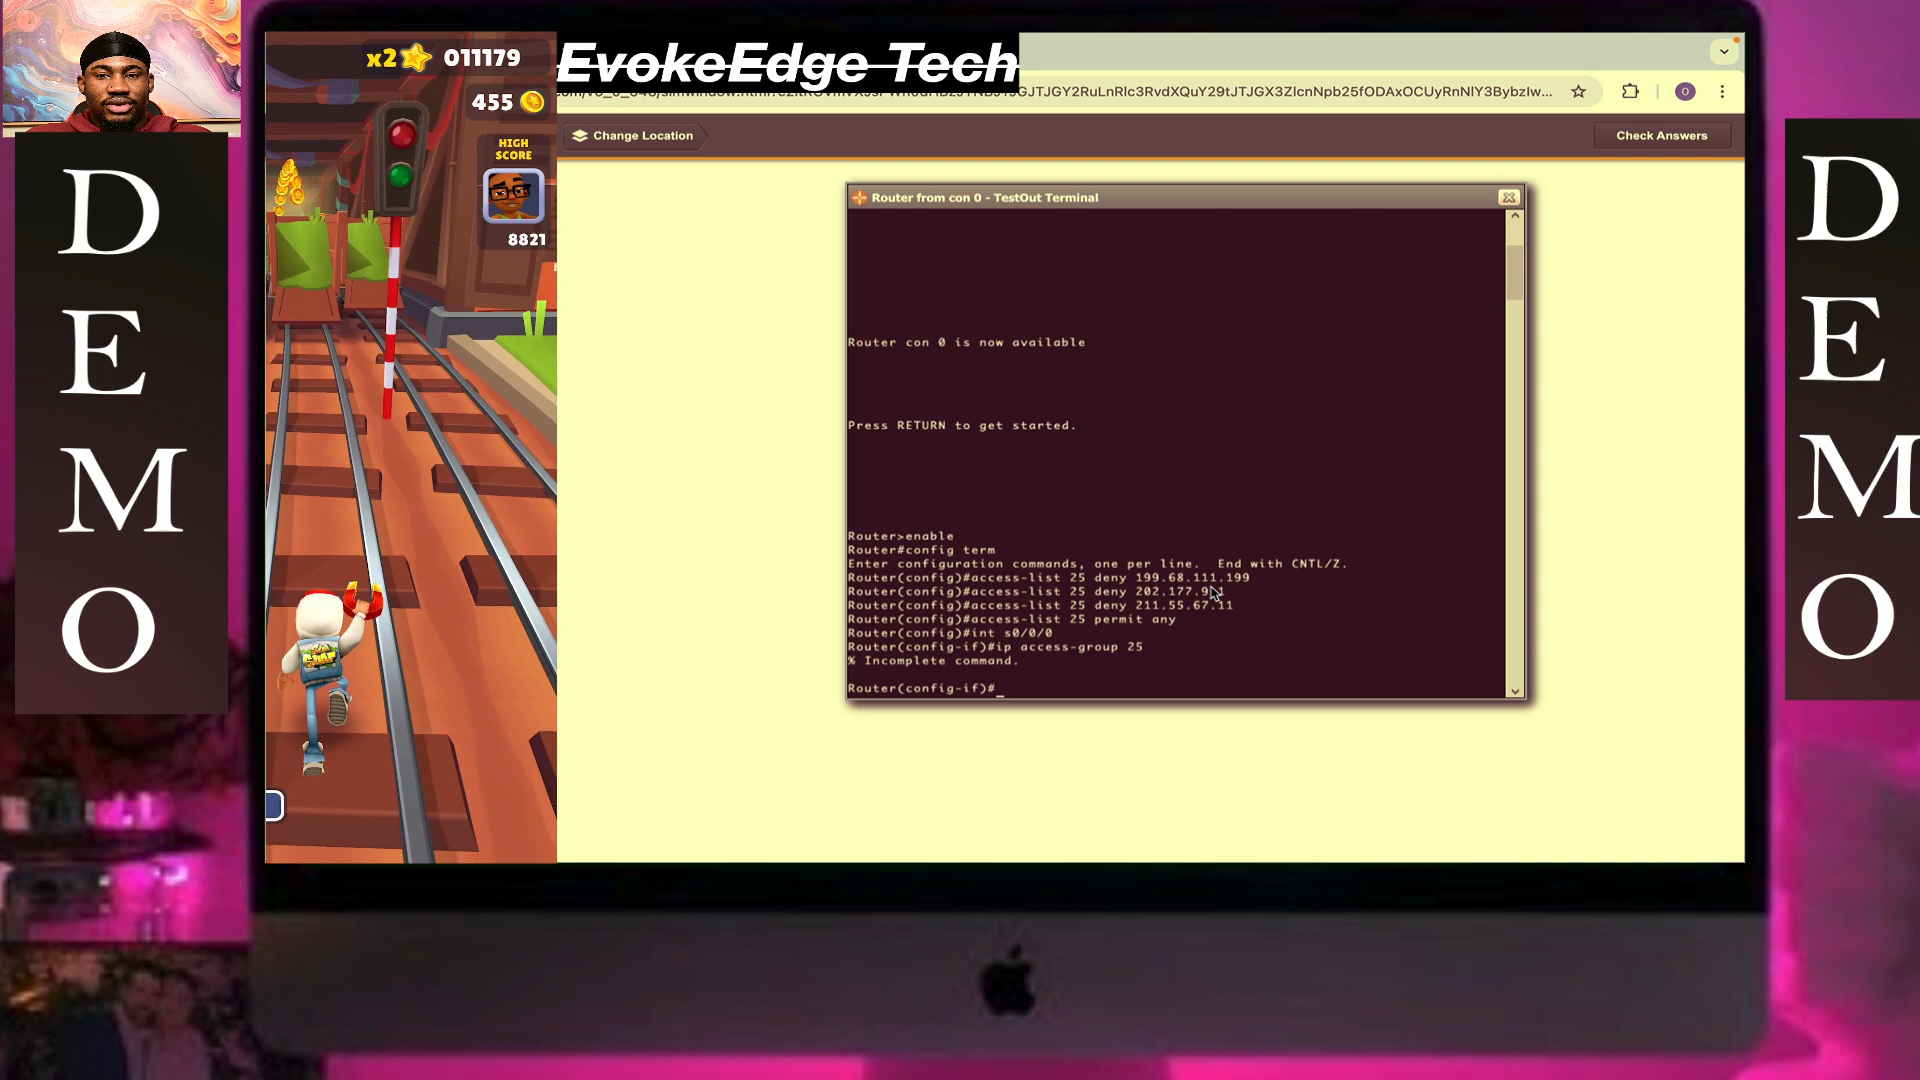 D
E
M
O
x2 011179
455
HIGH
SCORE
8821
EvokeEdge Tech
Change Location
Check Answers
Router from con 0 - TestOut Terminal
Router con 0 is now available
Press RETURN to get started.
Router>enable
Router#config term
Enter configuration commands, one per line. End with CNTL/Z.
Router(config)#access-list 25 deny 199.68.111.199
Router(config)#access-list 25 deny
Router(config)#access-list 25 deny 211.55.67.11
Router(config)#access-list 25 permit any
Router(config)#int s0/0/0
Router(config-if)#ip access-group 25
% Incomplete command.
Router(config-if)#_
D
E
M
O